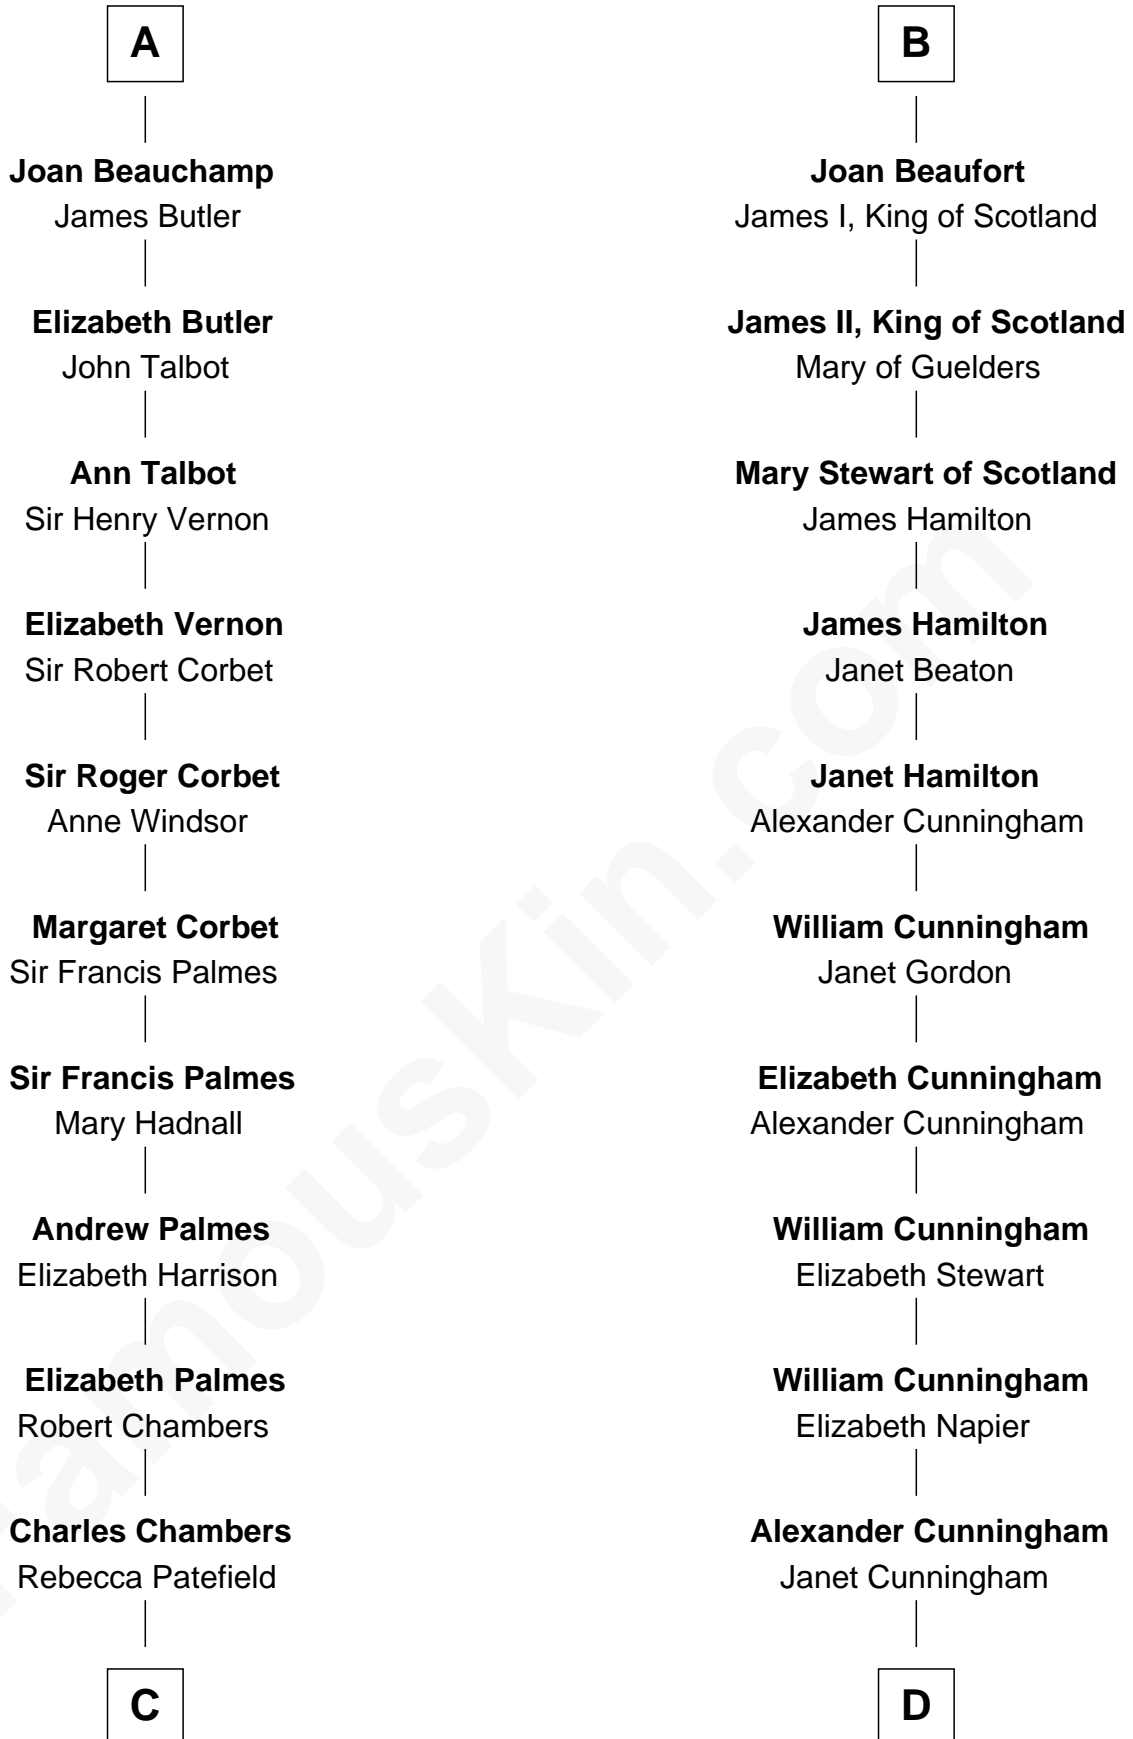 A
Joan Beauchamp
James Butler
Elizabeth Butler
John Talbot
Ann Talbot
Sir Henry Vernon
Elizabeth Vernon
Sir Robert Corbet
Sir Roger Corbet
Anne Windsor
Margaret Corbet
Sir Francis Palmes
Sir Francis Palmes
Mary Hadnall
Andrew Palmes
Elizabeth Harrison
Elizabeth Palmes
Robert Chambers
Charles Chambers
Rebecca Patefield
C
B
Joan Beaufort
James I, King of Scotland
James II, King of Scotland
Mary of Guelders
Mary Stewart of Scotland
James Hamilton
James Hamilton
Janet Beaton
Janet Hamilton
Alexander Cunningham
William Cunningham
Janet Gordon
Elizabeth Cunningham
Alexander Cunningham
William Cunningham
Elizabeth Stewart
William Cunningham
Elizabeth Napier
Alexander Cunningham
Janet Cunningham
D
FamousKin.com